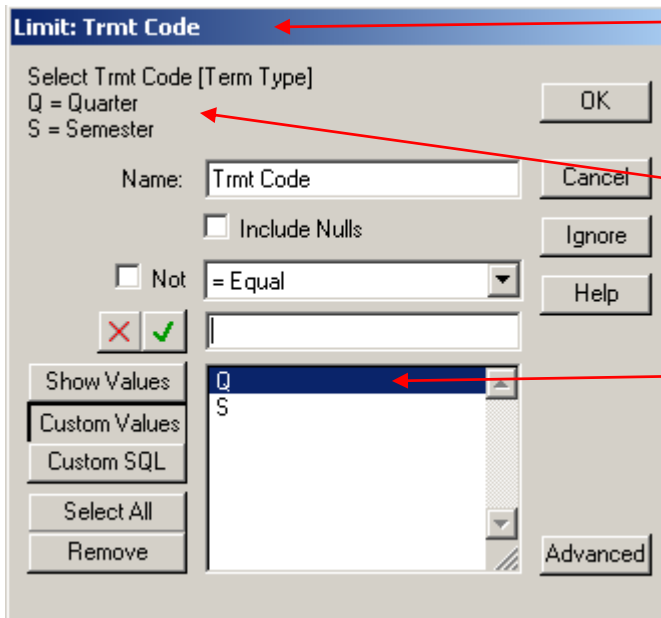 Limit: Trmt Code
Select Trmt Code [Term Type]
Q = Quarter
S = Semester
OK
Name: Trmt Code
Cancel
Include Nulls
Ignore
Not = Equal
Help
Show Values
Q
Custom Values
S
Custom SQL
Select All
Remove
Advanced